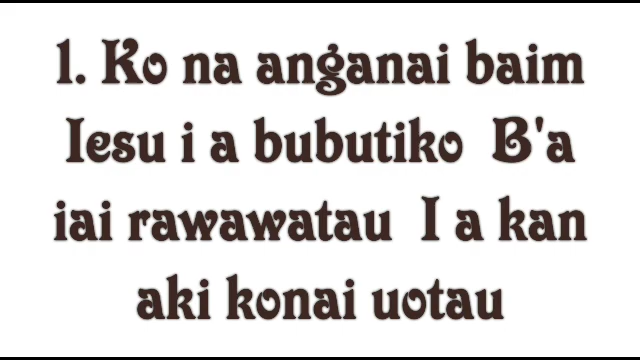 1. Ko na anganai baim
Iesu i a bubutiko B'a
iai rawawatau I a kan
aki konai uotau